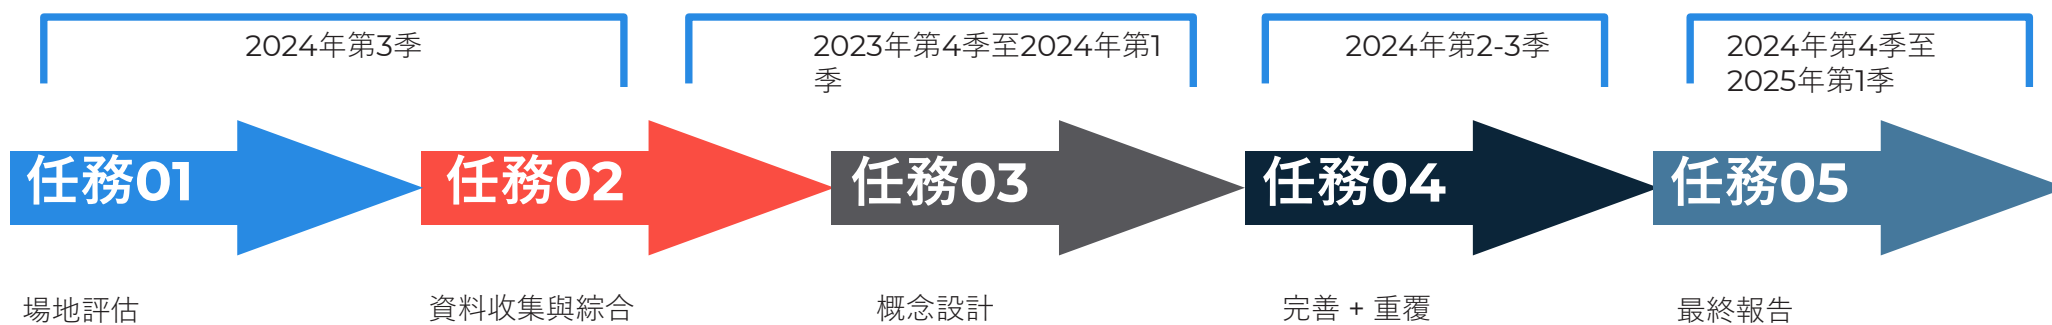 2024年第3季
2023年第4季至2024年第1
季
2024年第2-3季
2024年第4季至
2025年第1季
任務01
任務02
任務03
任務04
任務05
場地評估
資料收集與綜合
概念設計
完善 + 重覆
最終報告